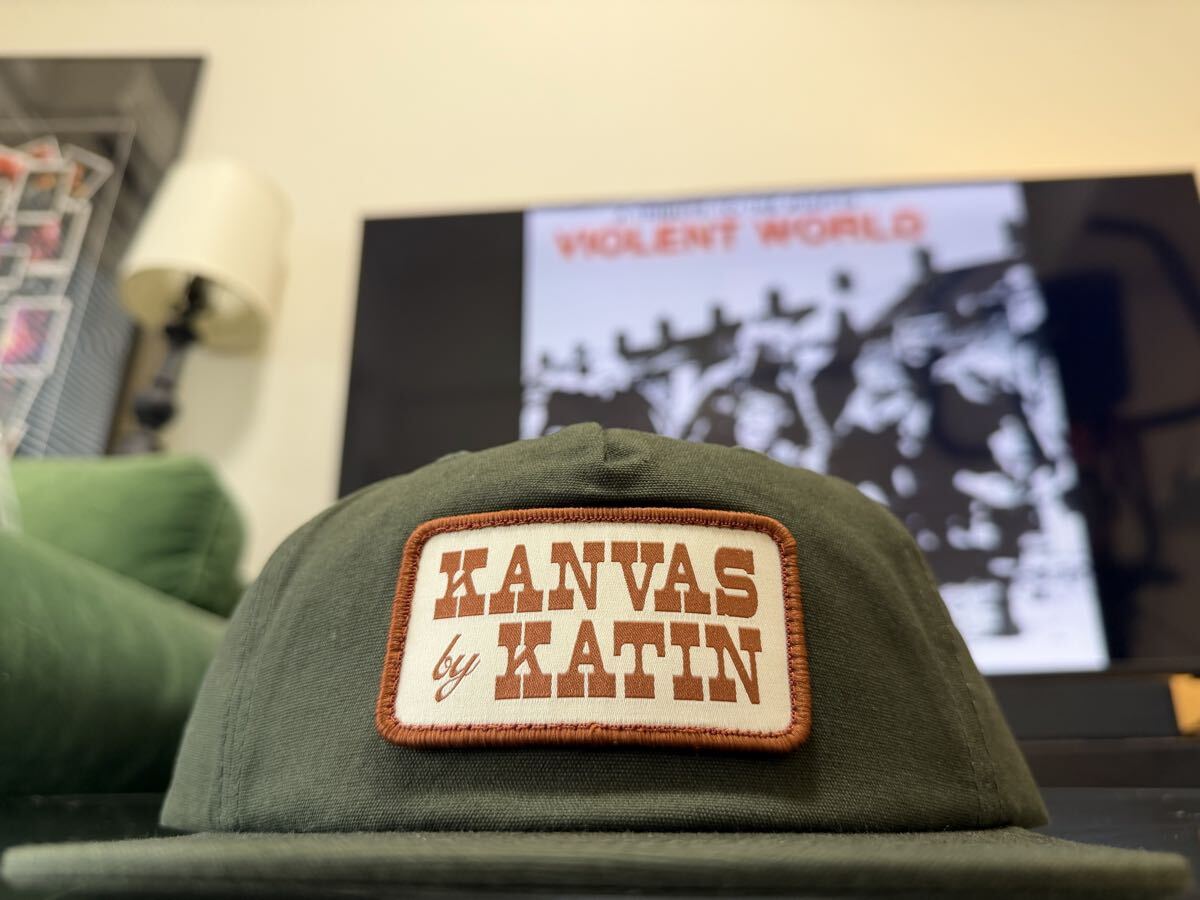 VIOLENT WORLD
KANVAS
by KATIN